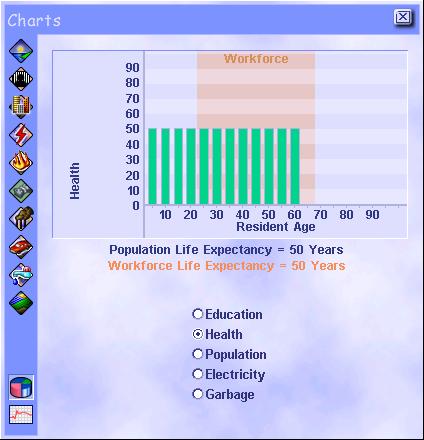 Charts
Workforce
90
80
70
60
50
40
30
20
10
0
Health
10 20 30 40 50 60 70 80 90
Resident Age
Population Life Expectancy = 50 Years
Workforce Life Expectancy = 50 Years
Education
Health
Population
Electricity
Garbage